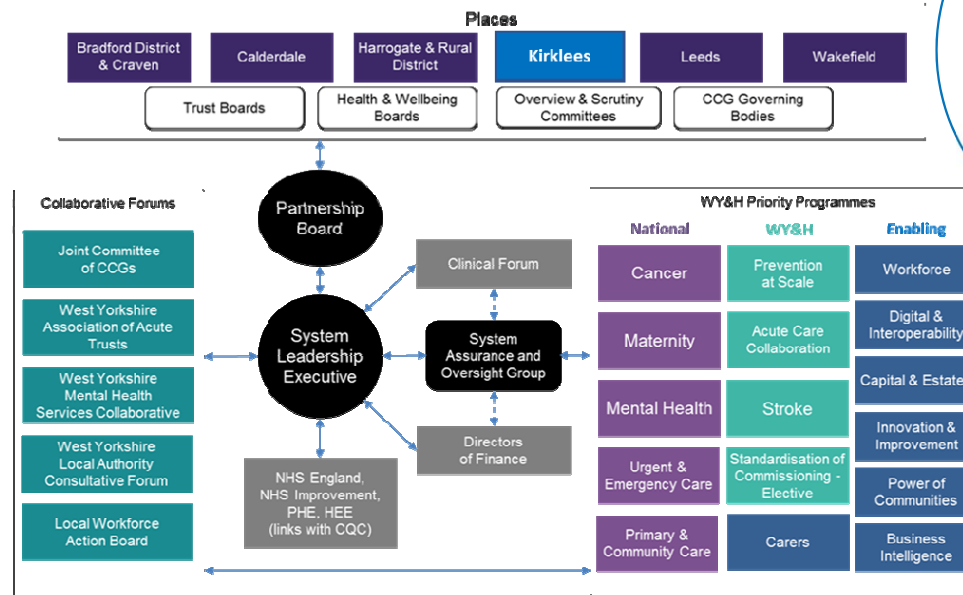 Places
Bradford District
& Craven
Calderdale
Harrogate & Rural
District
Kirklees
Leeds
Wakefield
Trust Boards
Health & Wellbeing
Boards
Overview & Scrutiny
Committees
CCG Governing
Bodies
Collaborative Forums
Joint Committee
of CCGs
West Yorkshire
Association of Acute
Trusts
West Yorkshire
Mental Health
Services Collaborative
West Yorkshire
Local Authority
Consultative Forum
Local Workforce
Action Board
Partnership
Board
System
Leadership
Executive
Clinical Forum
System
Assurance and
Oversight Group
Directors
of Finance
NHS England,
NHS Improvement,
PHE, HEE
(links with CQC)
WY&H Priority Programmes
National
Cancer
Maternity
Mental Health
Urgent &
Emergency Care
Primary &
Community Care
WY&H
Prevention
at Scale
Acute Care
Collaboration
Stroke
Standardisation of
Commissioning -
Elective
Carers
Enabling
Workforce
Digital &
Interoperability
Capital & Estate
Innovation &
Improvement
Power of
Communities
Business
Intelligence